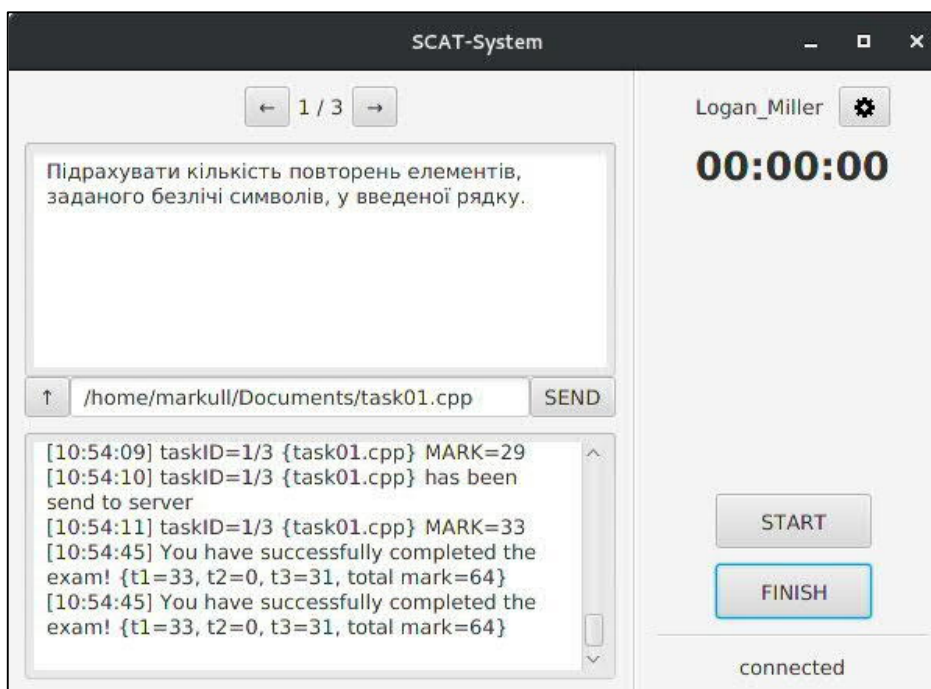 SCAT-System
← 1 / 3 →
Підрахувати кількість повторень елементів,
заданого безлічі символів, у введеної рядку.
↑ /home/markull/Documents/task01.cpp SEND
[10:54:09] taskID=1/3 {task01.cpp} MARK=29
[10:54:10] taskID=1/3 {task01.cpp} has been
send to server
[10:54:11] taskID=1/3 {task01.cpp} MARK=33
[10:54:45] You have successfully completed the
exam! {t1=33, t2=0, t3=31, total mark=64}
[10:54:45] You have successfully completed the
exam! {t1=33, t2=0, t3=31, total mark=64}
Logan_Miller
00:00:00
START
FINISH
connected